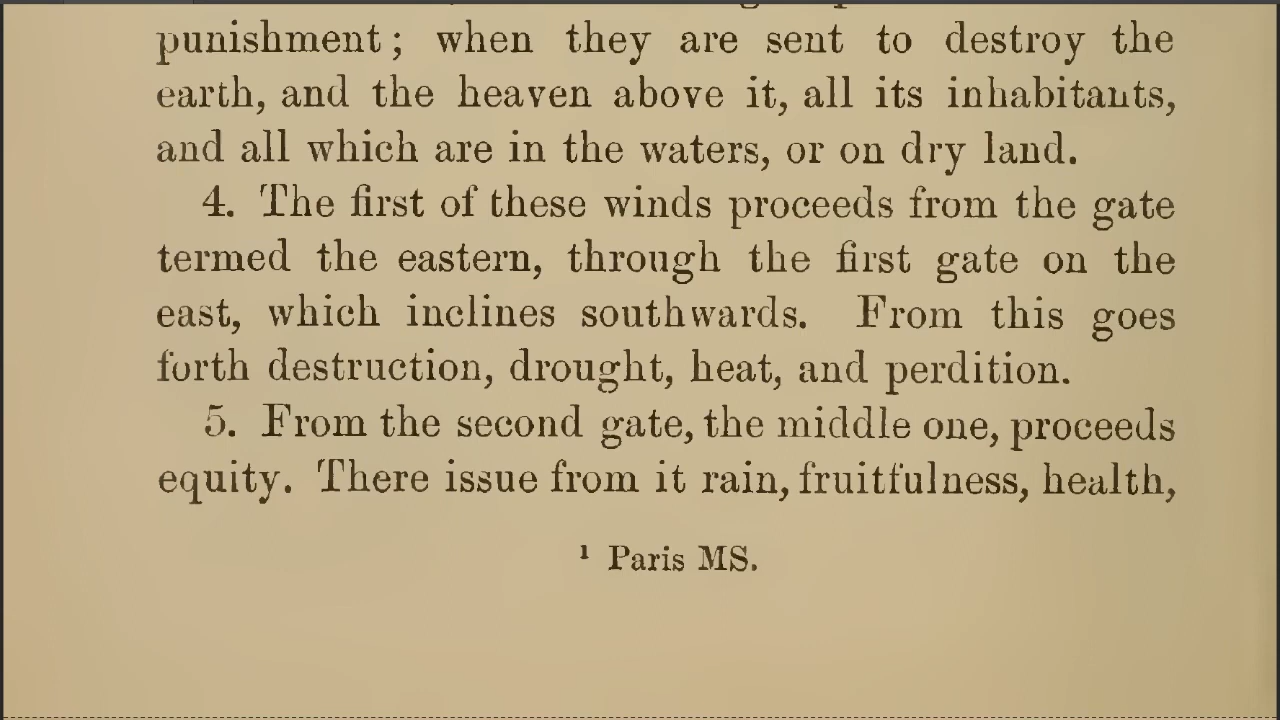 punishment; when they are sent to destroy the
earth, and the heaven above it, all its inhabitants,
and all which are in the waters, or on dry land.
4. The first of these winds proceeds from the gate
termed the eastern, through the first gate on the
east, which inclines southwards. From this goes
forth destruction, drought, heat, and perdition.
5. From the second gate, the middle one, proceeds
equity. There issue from it rain, fruitfulness, health,
¹ Paris MS.